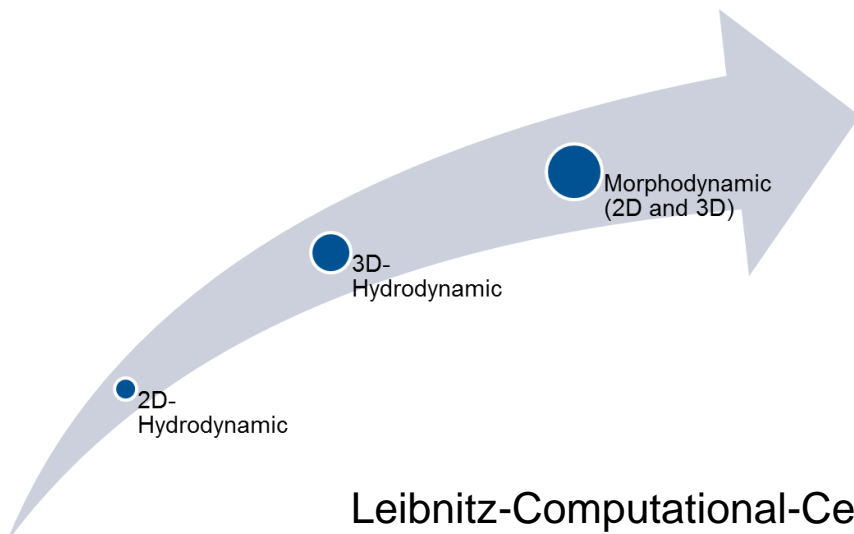 Morphodynamic
(2D and 3D)
3D-
Hydrodynamic
2D-
Hydrodynamic
Leibnitz-Computational-Ce